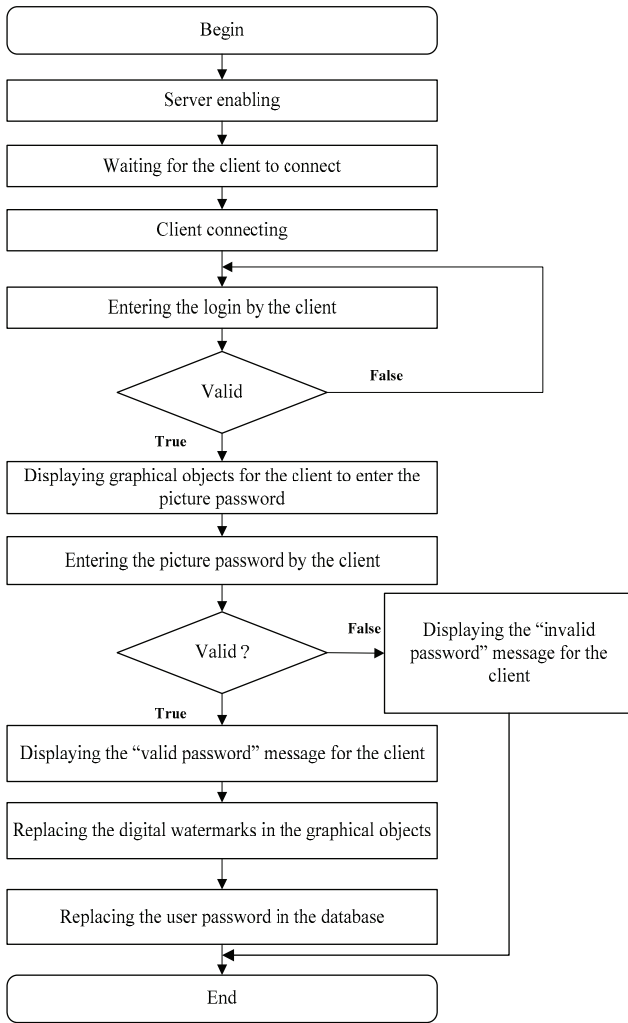 Begin
Server enabling
Waiting for the client to connect
Client connecting
Entering the login by the client
Valid
False
True
Displaying graphical objects for the client to enter the
picture password
Entering the picture password by the client
Valid ?
False
Displaying the “invalid
password” message for the
client
True
Displaying the “valid password” message for the client
Replacing the digital watermarks in the graphical objects
Replacing the user password in the database
End